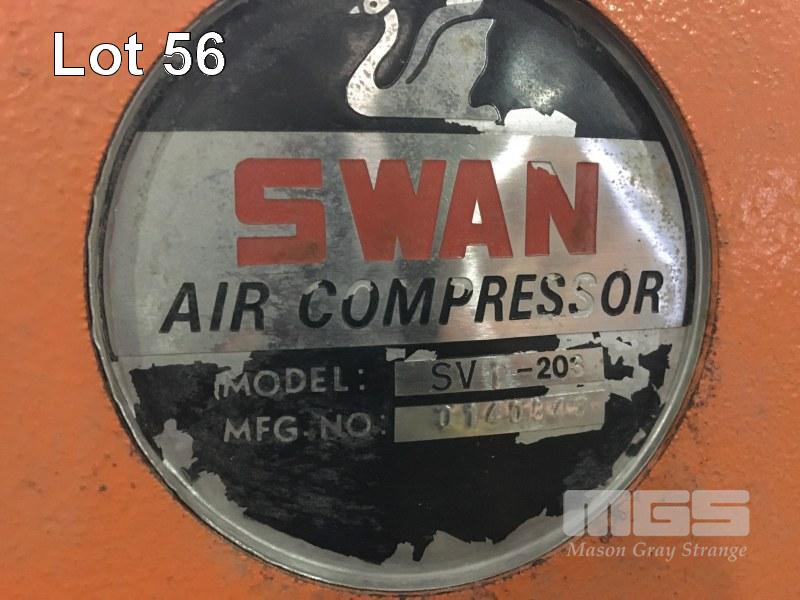 Lot 56
SWAN
AIR COMPRESSOR
MODEL:
MFG. NO:
MGS
Mason Gray Strange